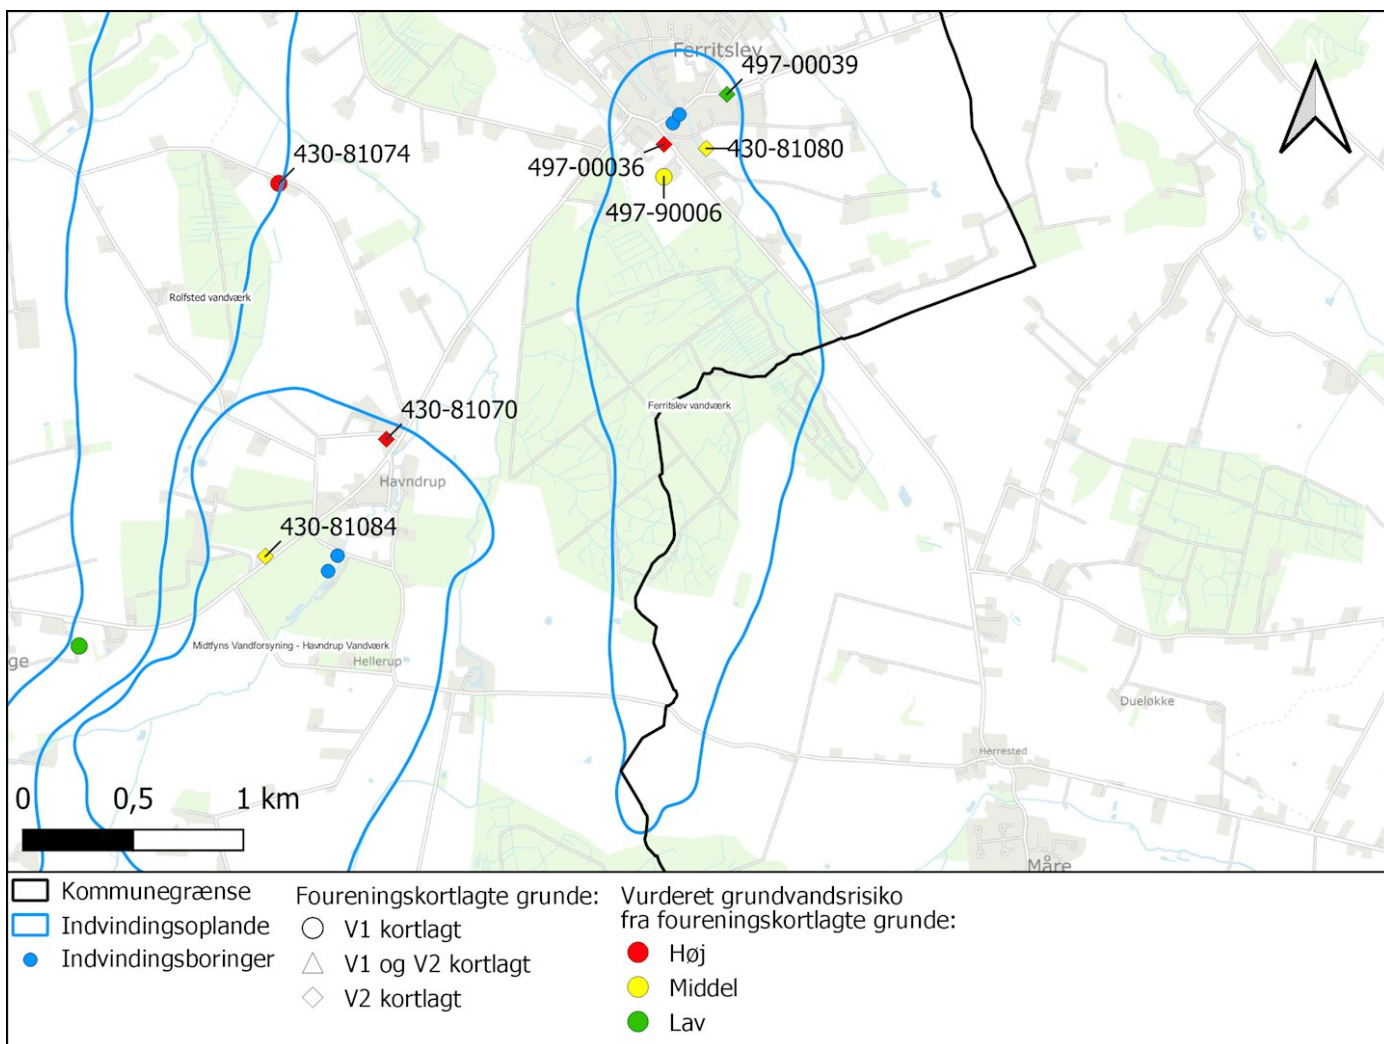 Ferritslev
N
497-00039
430-81074
497-00036
430-81080
497-90006
Rolfsted vandværk
Ferritslev vandværk
430-81070
Havndrup
430-81084
Midtfyns Vandforsyning - Havndrup Vandværk
Hellerup
ge
Dueløkke
Herrested
Måre
0 0,5 1 km
Kommunegrænse
Indvindingsoplande
Indvindingsboringer
Foureningskortlagte grunde:
V1 kortlagt
V1 og V2 kortlagt
V2 kortlagt
Vurderet grundvandsrisiko
fra foureningskortlagte grunde:
Høj
Middel
Lav